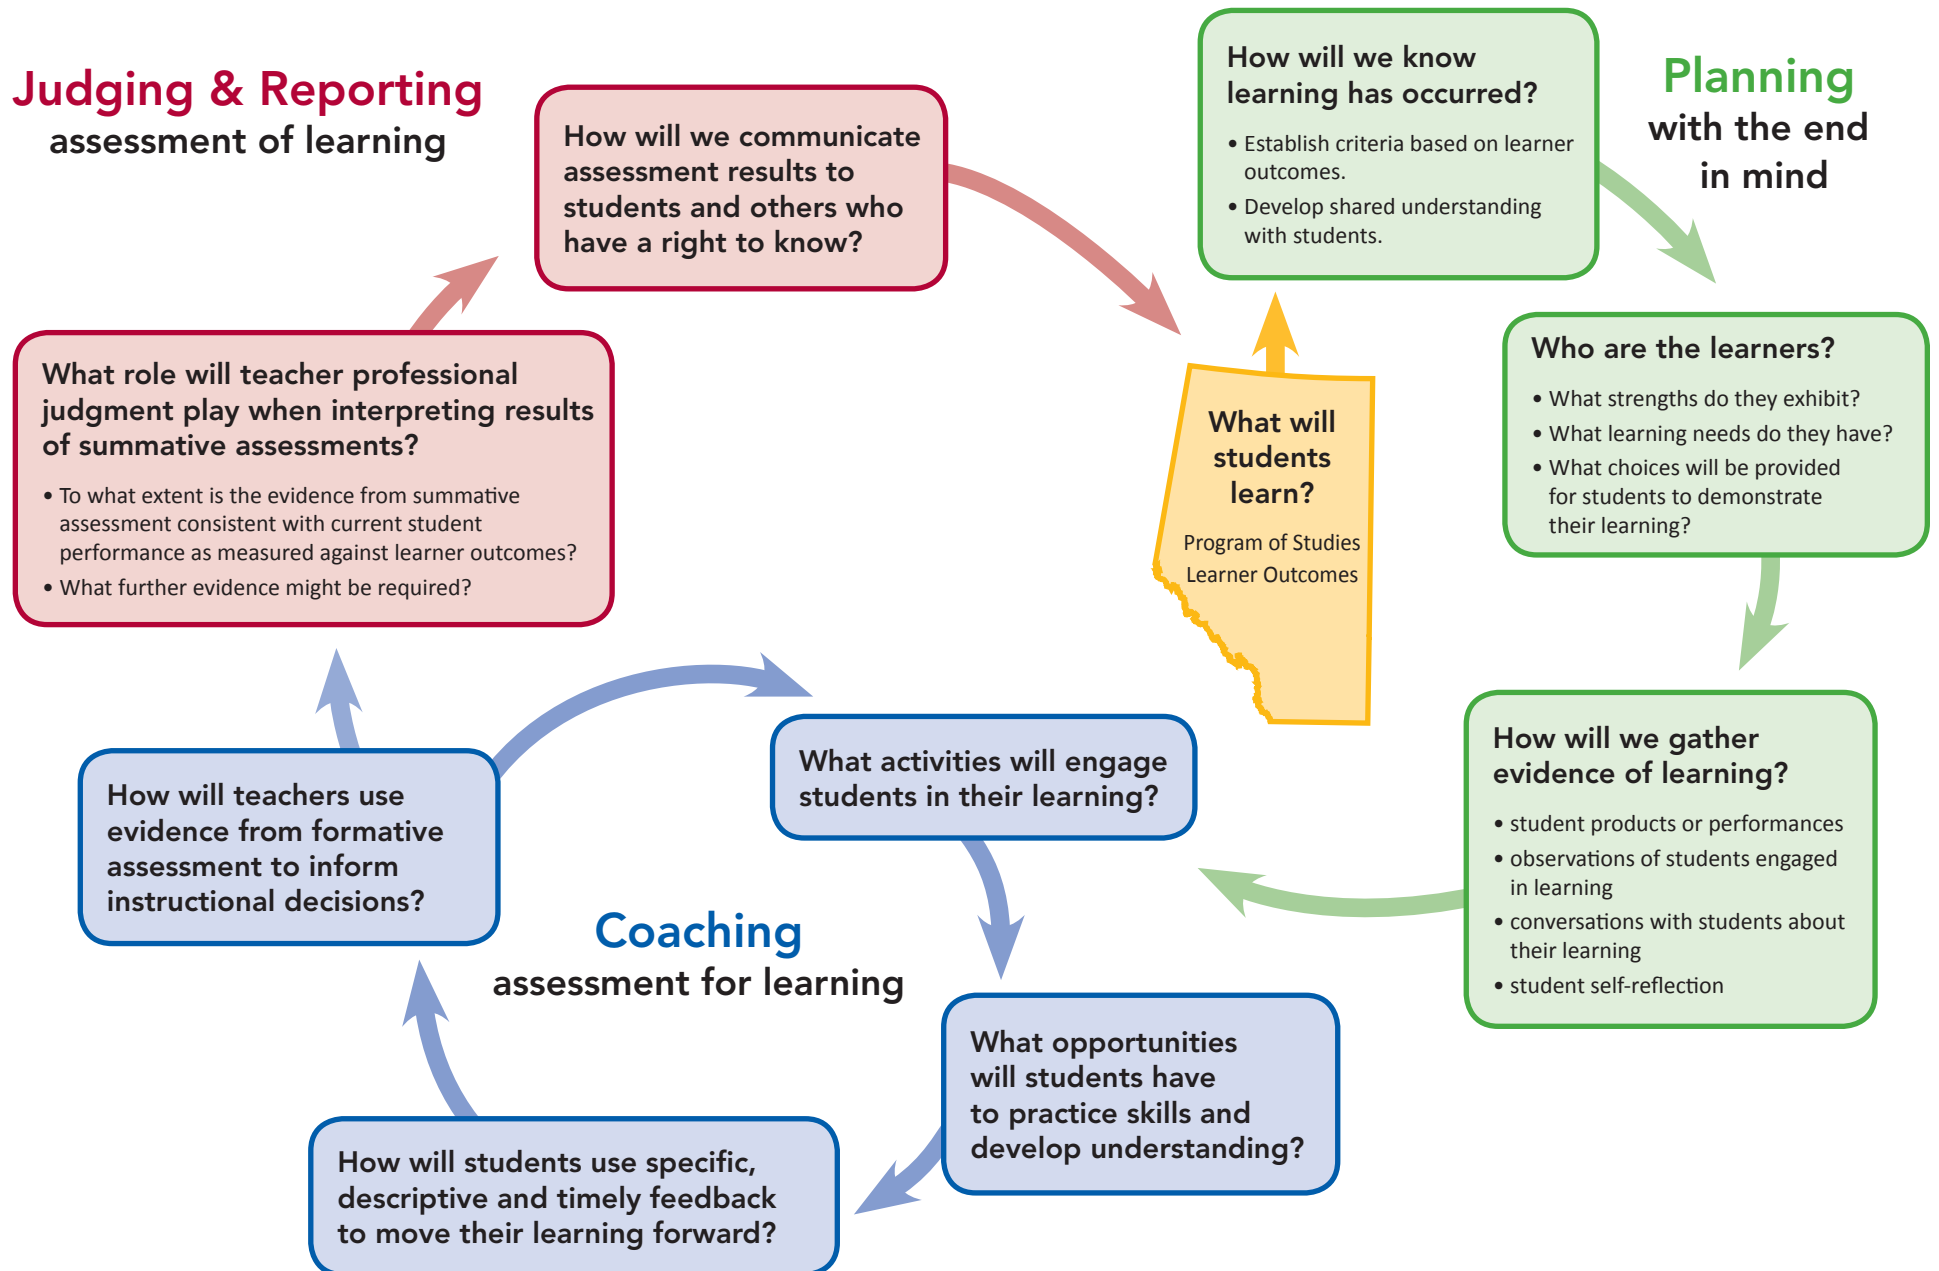 Judging & Reporting
assessment of learning
How will we communicate
assessment results to
students and others who
have a right to know?
How will we know
learning has occurred?
• Establish criteria based on learner
outcomes.
• Develop shared understanding
with students.
Planning
with the end
in mind
What role will teacher professional
judgment play when interpreting results
of summative assessments?
• To what extent is the evidence from summative
assessment consistent with current student
performance as measured against learner outcomes?
• What further evidence might be required?
What will
students
learn?
Program of Studies
Learner Outcomes
Who are the learners?
• What strengths do they exhibit?
• What learning needs do they have?
• What choices will be provided
for students to demonstrate
their learning?
How will we gather
evidence of learning?
• student products or performances
• observations of students engaged
in learning
• conversations with students about
their learning
• student self-reflection
What activities will engage
students in their learning?
How will teachers use
evidence from formative
assessment to inform
instructional decisions?
Coaching
assessment for learning
What opportunities
will students have
to practice skills and
develop understanding?
How will students use specific,
descriptive and timely feedback
to move their learning forward?